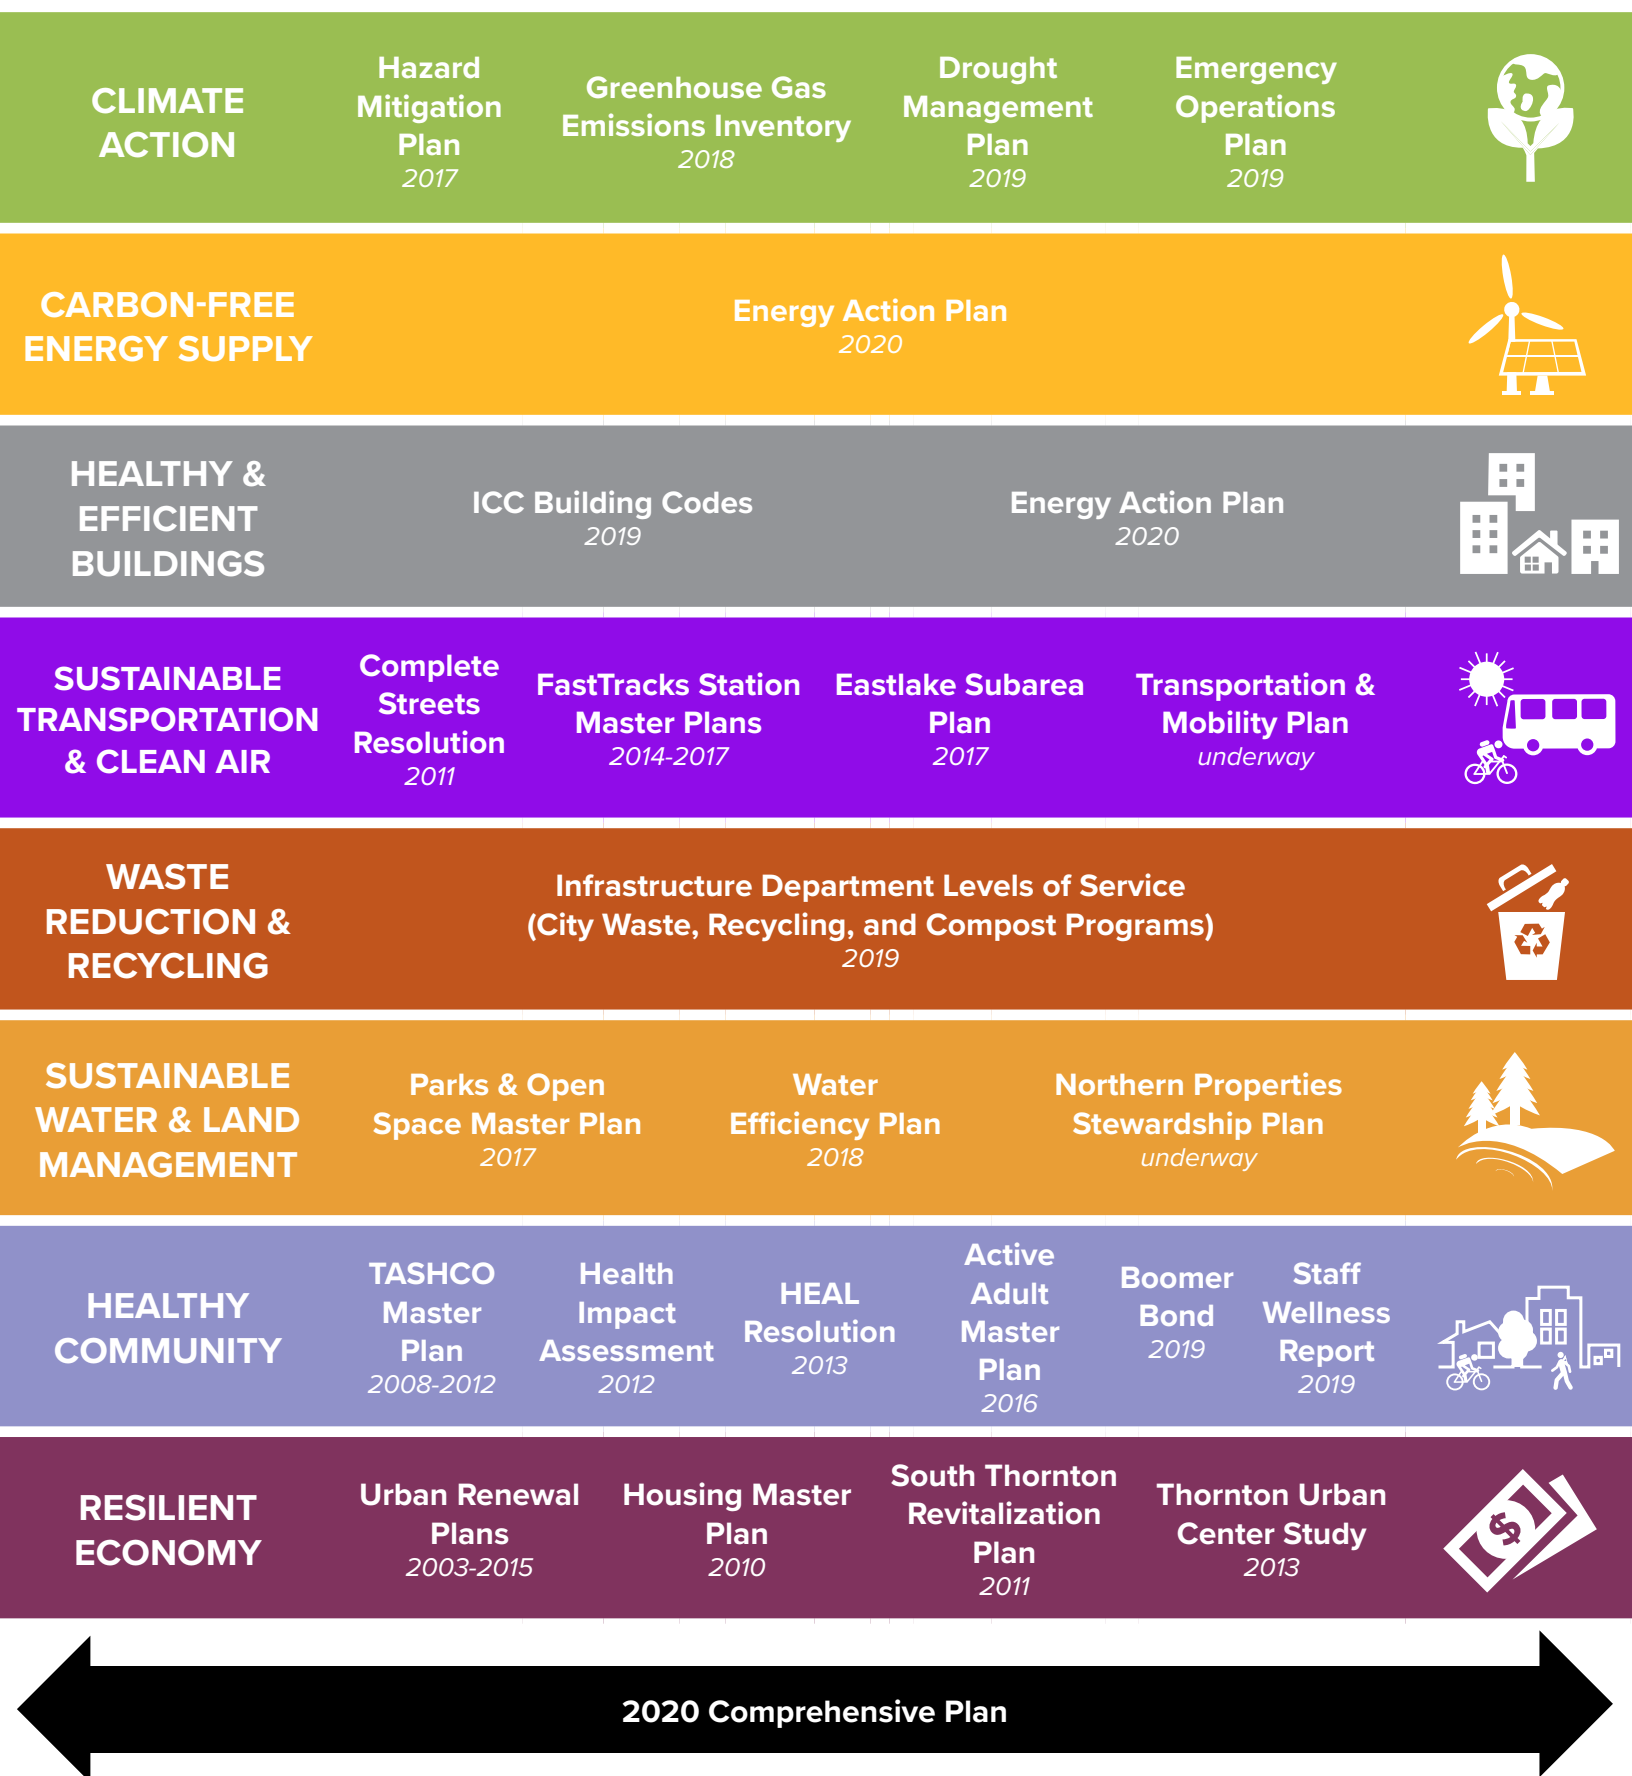 CLIMATE
ACTION
Hazard
Mitigation
Plan
2017
Greenhouse Gas
Emissions Inventory
2018
Drought
Management
Plan
2019
Emergency
Operations
Plan
2019
CARBON-FREE
ENERGY SUPPLY
Energy Action Plan
2020
HEALTHY &
EFFICIENT
BUILDINGS
ICC Building Codes
2019
Energy Action Plan
2020
SUSTAINABLE
TRANSPORTATION
& CLEAN AIR
Complete
Streets
Resolution
2011
FastTracks Station
Master Plans
2014-2017
Eastlake Subarea
Plan
2017
Transportation &
Mobility Plan
underway
WASTE
REDUCTION &
RECYCLING
Infrastructure Department Levels of Service
(City Waste, Recycling, and Compost Programs)
2019
SUSTAINABLE
WATER & LAND
MANAGEMENT
Parks & Open
Space Master Plan
2017
Water
Efficiency Plan
2018
Northern Properties
Stewardship Plan
underway
HEALTHY
COMMUNITY
TASHCO
Master
Plan
2008-2012
Health
Impact
Assessment
2012
HEAL
Resolution
2013
Active
Adult
Master
Plan
2016
Boomer
Bond
2019
Staff
Wellness
Report
2019
RESILIENT
ECONOMY
Urban Renewal
Plans
2003-2015
Housing Master
Plan
2010
South Thornton
Revitalization
Plan
2011
Thornton Urban
Center Study
2013
$
2020 Comprehensive Plan